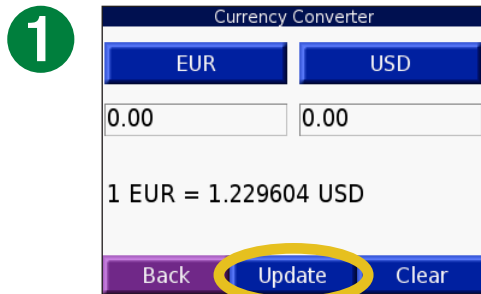 1
Currency Converter
EUR USD
0.00 0.00
1 EUR = 1.229604 USD
Back Update Clear